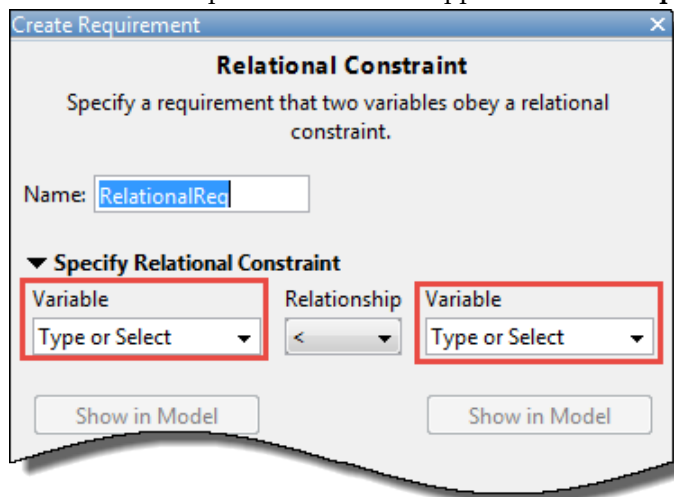 Create Requirement
Relational Constraint
Specify a requirement that two variables obey a relational
constraint.
Name: RelationalReq
Specify Relational Constraint
Variable Relationship Variable
Type or Select < Type or Select
Show in Model Show in Model